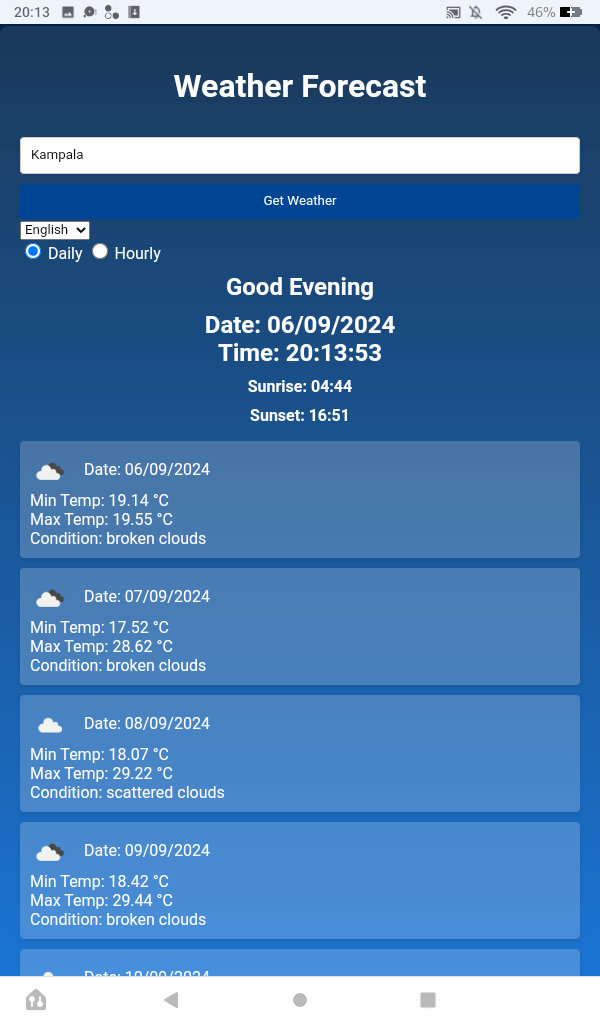 20:13
46%
Weather Forecast
Kampala
Get Weather
English
Daily Hourly
Good Evening
Date: 06/09/2024
Time: 20:13:53
Sunrise: 04:44
Sunset: 16:51
Date: 06/09/2024
Min Temp: 19.14 °C
Max Temp: 19.55 °C
Condition: broken clouds
Date: 07/09/2024
Min Temp: 17.52 °C
Max Temp: 28.62 °C
Condition: broken clouds
Date: 08/09/2024
Min Temp: 18.07 °C
Max Temp: 29.22 °C
Condition: scattered clouds
Date: 09/09/2024
Min Temp: 18.42 °C
Max Temp: 29.44 °C
Condition: broken clouds
Date: 10/09/2024